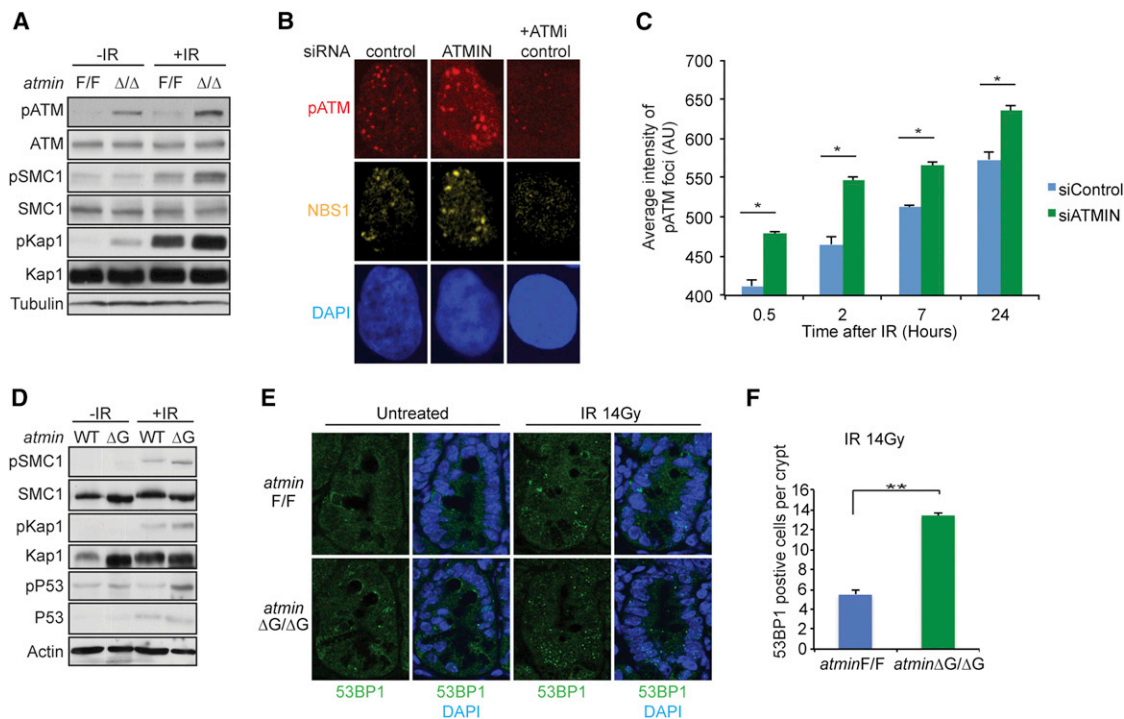 A
-IR +IR
atmin F/F Δ/Δ F/F Δ/Δ
pATM
ATM
pSMC1
SMC1
pKap1
Kap1
Tubulin
B
+ATMi
siRNA control ATMIN control
pATM
NBS1
DAPI
C
700
650
600
550
500
450
400
Average intensity of
pATM foci (AU)
* * * *
0.5 2 7 24
Time after IR (Hours)
siControl
siATMIN
D
-IR +IR
atmin WT ΔG WT ΔG
pSMC1
SMC1
pKap1
Kap1
pP53
P53
Actin
E
Untreated IR 14Gy
atmin
F/F
atmin
ΔG/ΔG
53BP1 53BP1 53BP1 53BP1
DAPI DAPI
F
IR 14Gy
53BP1 postive cells per crypt
16
14
12
10
8
6
4
2
0
**
atminF/F atminΔG/ΔG